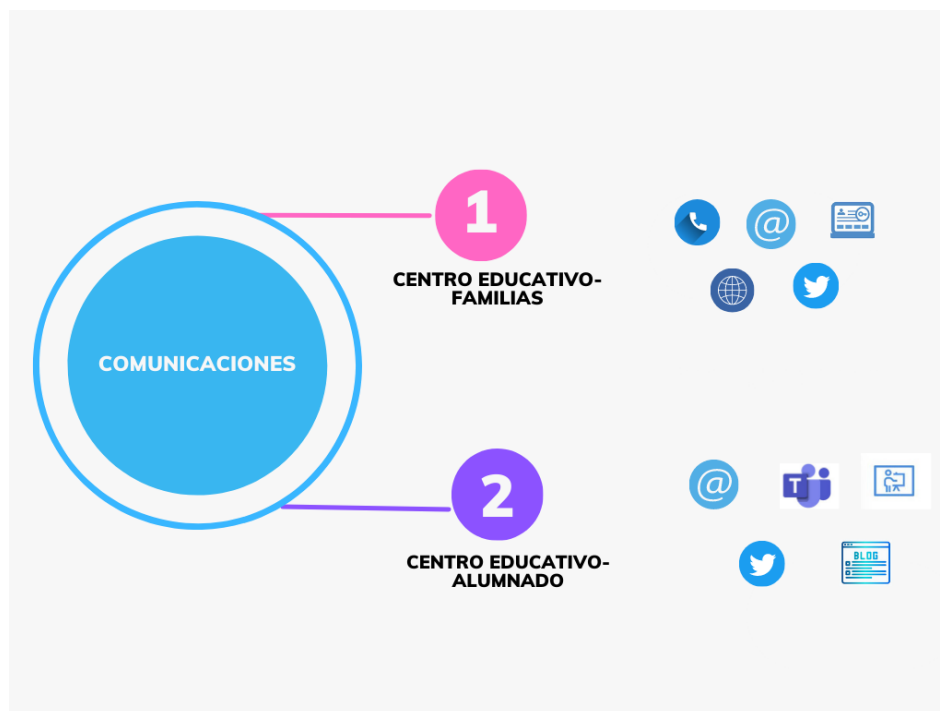 COMUNICACIONES
1
CENTRO EDUCATIVO-
FAMILIAS
@
2
CENTRO EDUCATIVO-
ALUMNADO
@
T
BLOG